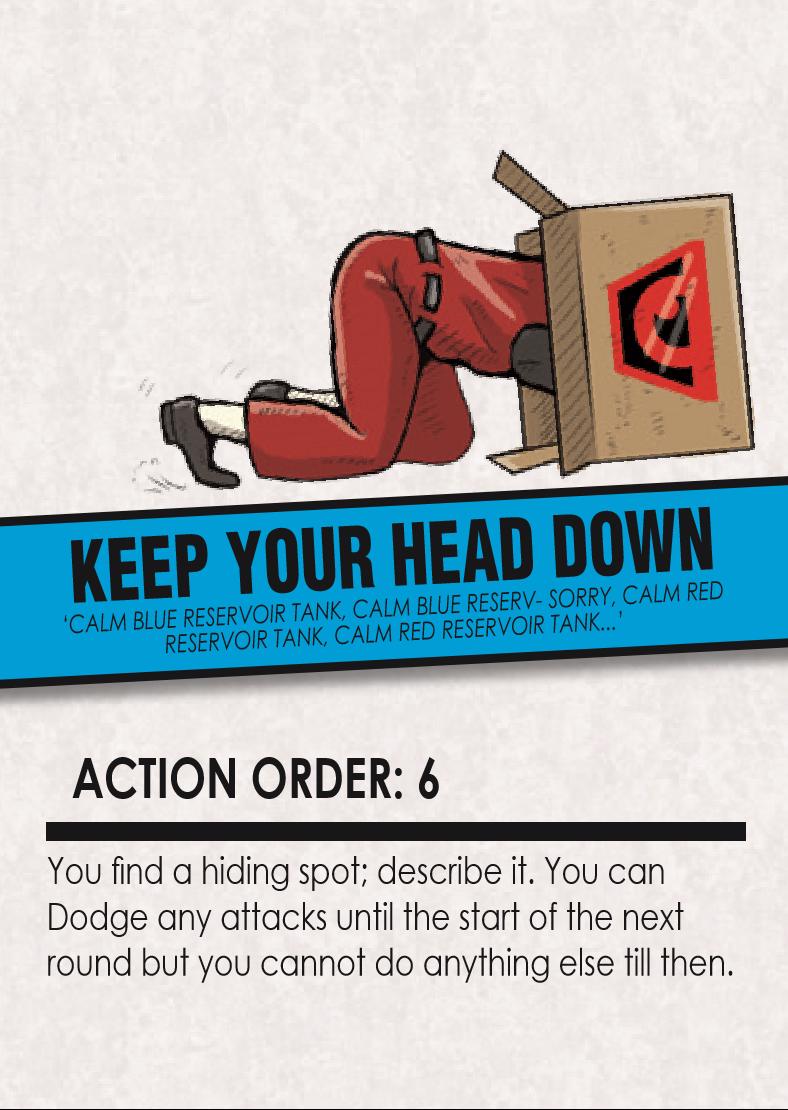 KEEP YOUR HEAD DOWN
‘CALM BLUE RESERVOIR TANK, CALM BLUE RESERV- SORRY, CALM RED
RESERVOIR TANK, CALM RED RESERVOIR TANK...’
ACTION ORDER: 6
You find a hiding spot; describe it. You can
Dodge any attacks until the start of the next
round but you cannot do anything else till then.